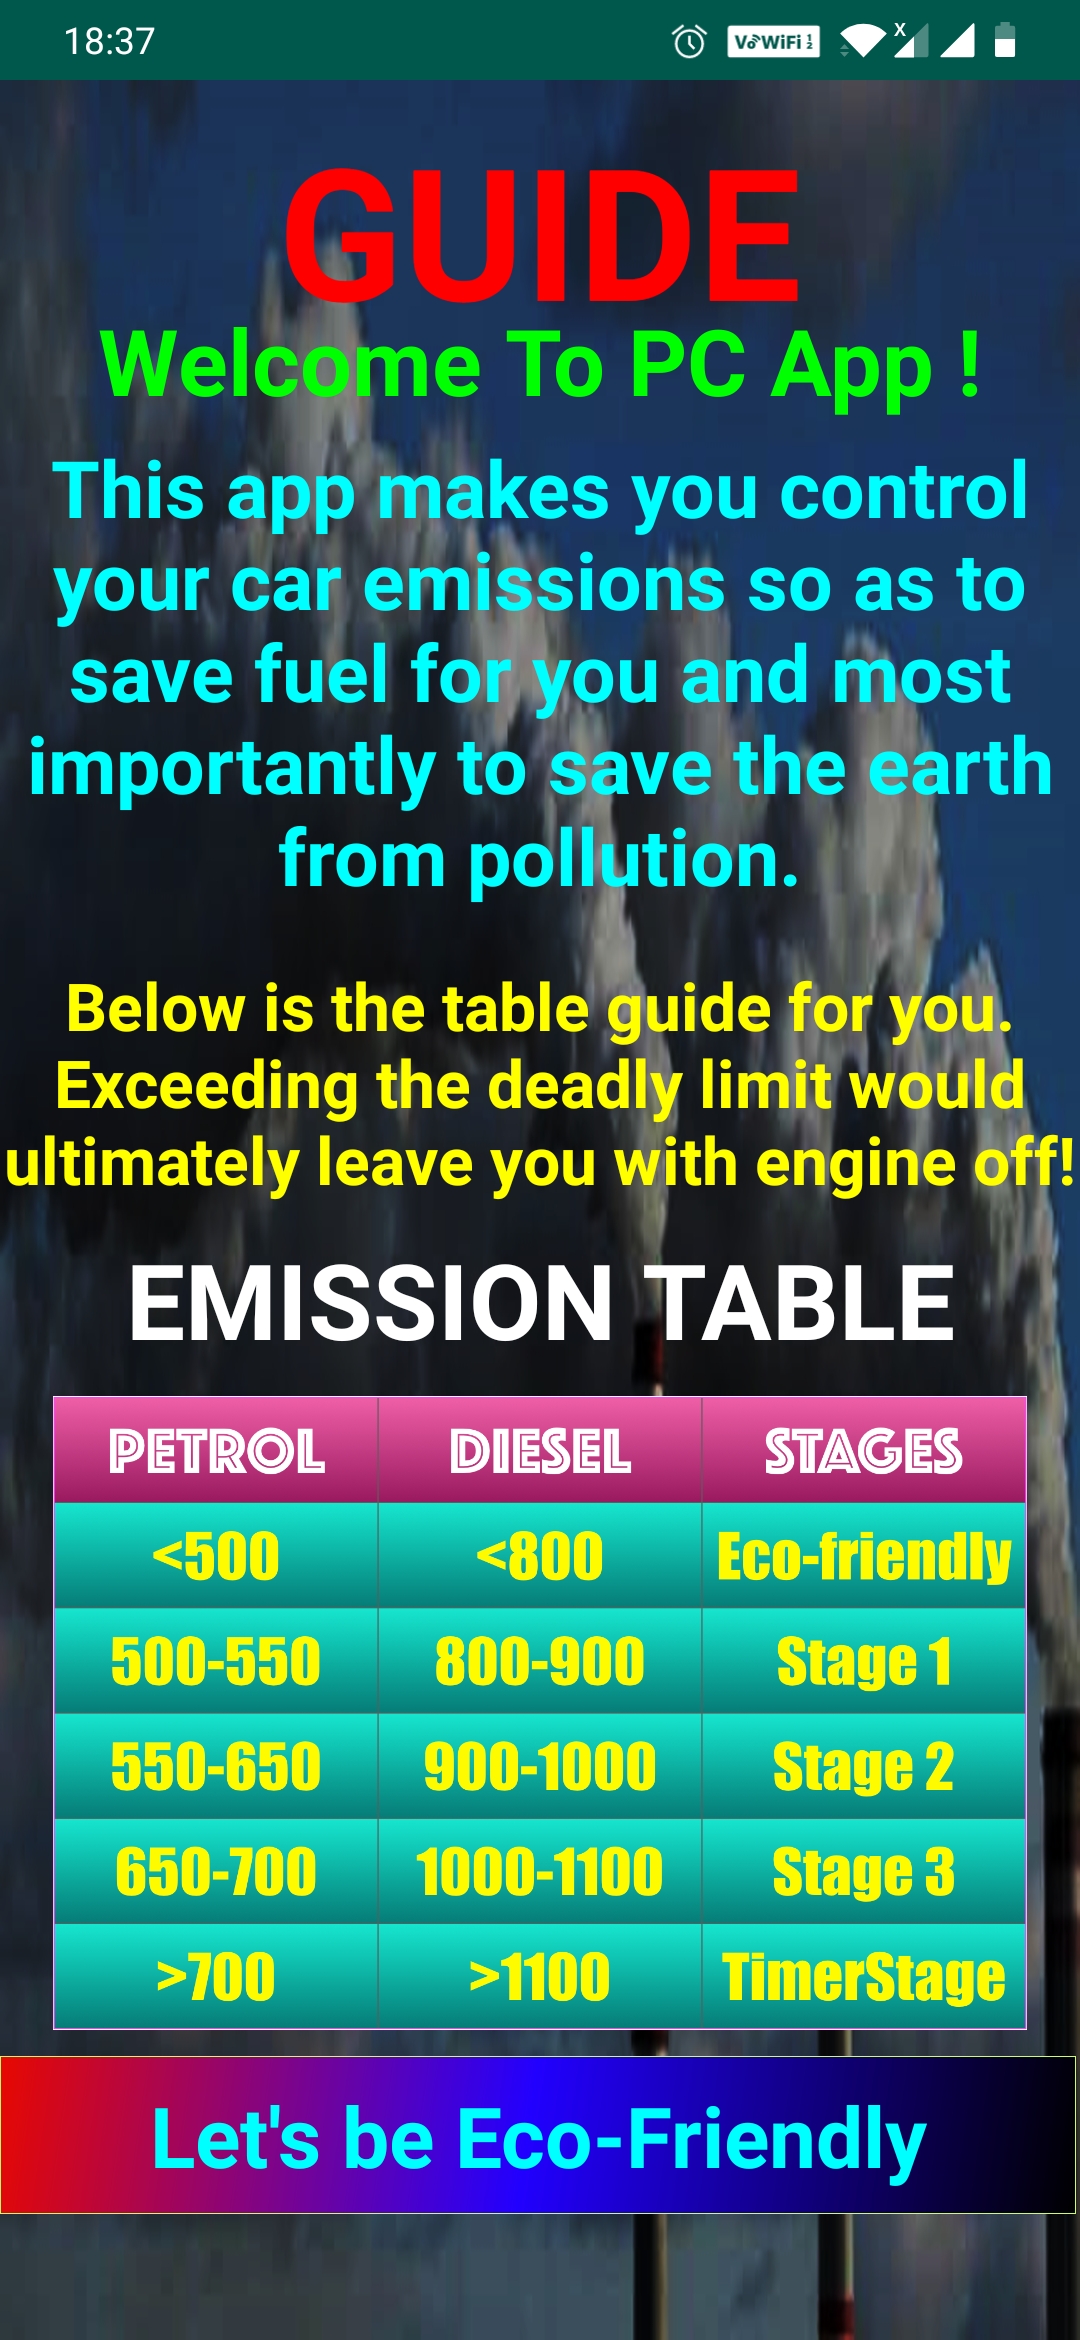 18:37
VoWiFi 1 2
X
GUIDE
Welcome To PC App !
This app makes you control
your car emissions so as to
save fuel for you and most
importantly to save the earth
from pollution.
Below is the table guide for you.
Exceeding the deadly limit would
ultimately leave you with engine off!
EMISSION TABLE
PETROL DIESEL STAGES
<500 <800 Eco-friendly
500-550 800-900 Stage 1
550-650 900-1000 Stage 2
650-700 1000-1100 Stage 3
>700 >1100 TimerStage
Let's be Eco-Friendly